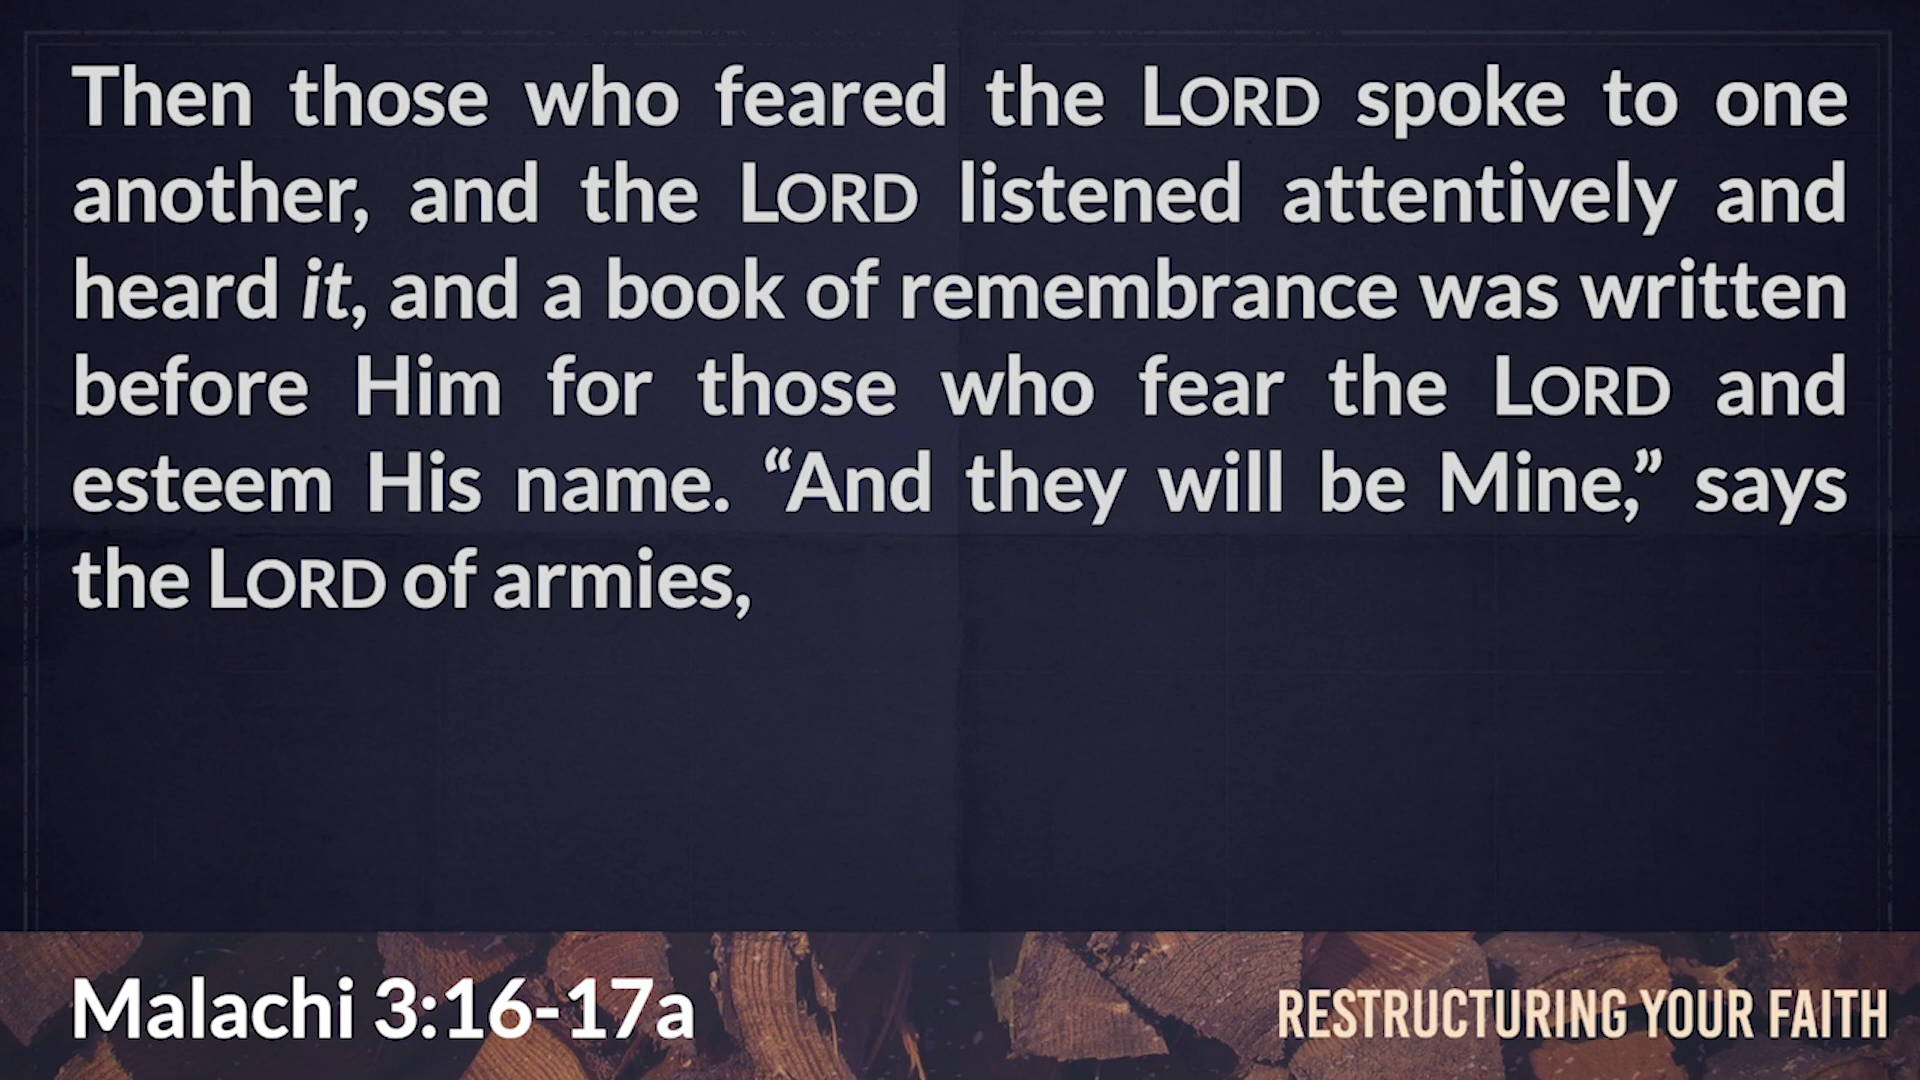 Then those who feared the LORD spoke to one
another, and the LORD listened attentively and
heard it, and a book of remembrance was written
before Him for those who fear the LORD and
esteem His name. “And they will be Mine,” says
the LORD of armies,
Malachi 3:16-17a
RESTRUCTURING YOUR FAITH